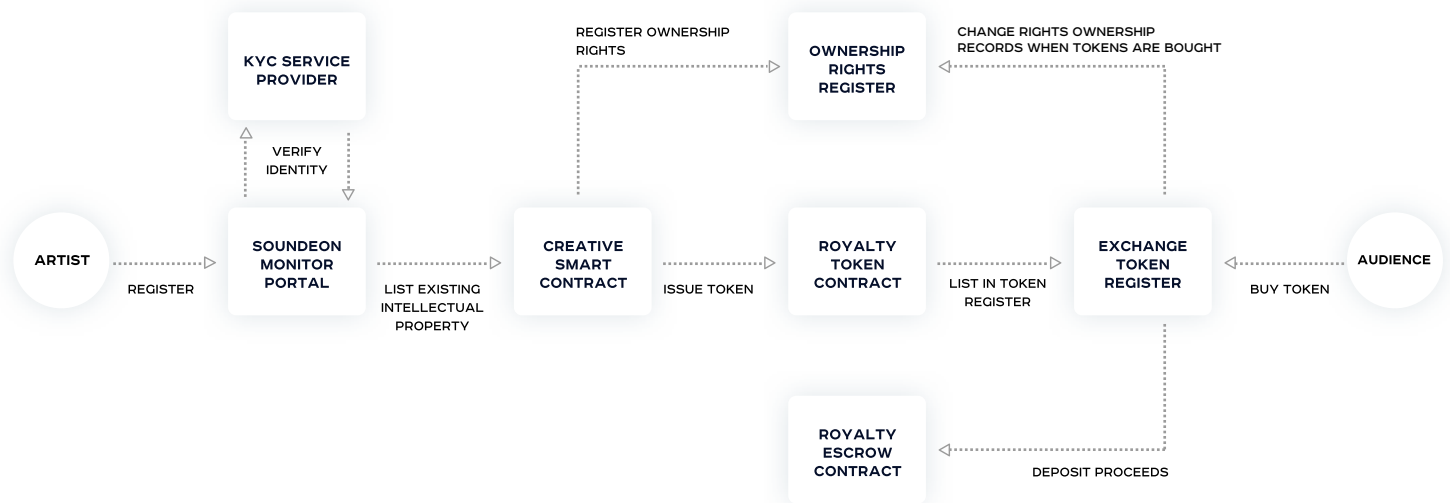 REGISTER OWNERSHIP
RIGHTS
CHANGE RIGHTS OWNERSHIP
RECORDS WHEN TOKENS ARE BOUGHT
KYC SERVICE
PROVIDER
OWNERSHIP
RIGHTS
REGISTER
VERIFY
IDENTITY
ARTIST
REGISTER
SOUNDEON
MONITOR
PORTAL
LIST EXISTING
INTELLECTUAL
PROPERTY
CREATIVE
SMART
CONTRACT
ISSUE TOKEN
ROYALTY
TOKEN
CONTRACT
LIST IN TOKEN
REGISTER
EXCHANGE
TOKEN
REGISTER
BUY TOKEN
AUDIENCE
ROYALTY
ESCROW
CONTRACT
DEPOSIT PROCEEDS